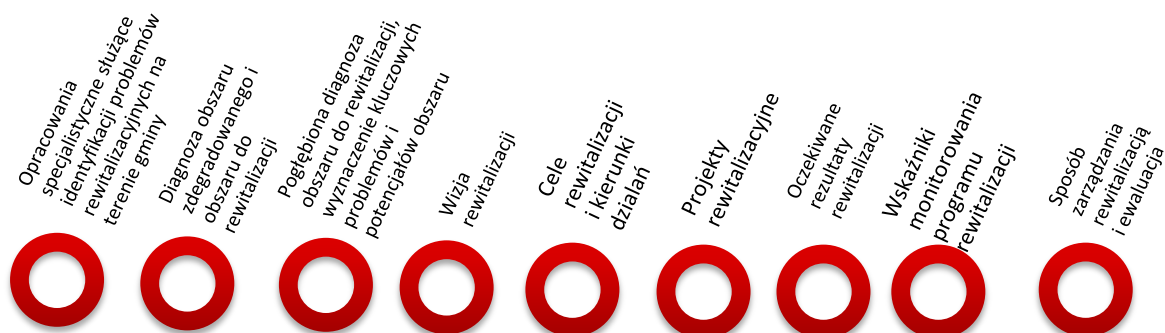 Opracowania
specjalistyczne służące
identyfikacji problemów
rewitalizacyjnych na
terenie gminy
Diagnoza obszaru
zdegradowanego i
obszaru do
rewitalizacji
Pogłębiona diagnoza
obszaru do rewitalizacji,
wyznaczenie kluczowych
problemów i
potencjałów obszaru
Wizja
rewitalizacji
Cele
rewitalizacji
i kierunki
działań
Projekty
rewitalizacyjne
Oczekiwane
rezultaty
rewitalizacji
Wskaźniki
monitorowania
programu
rewitalizacji
Sposób
zarządzania
rewitalizacją
i ewaluacja